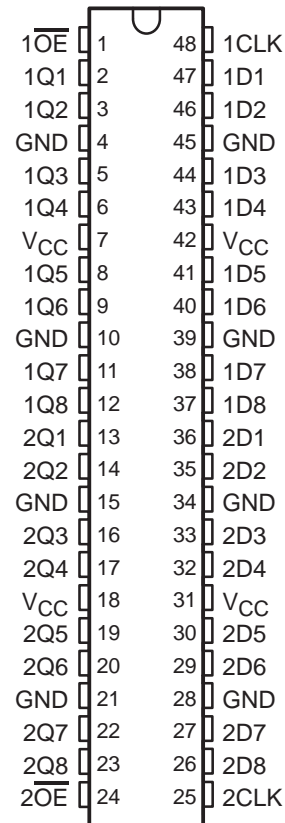 1O̅E̅ 1 48 1CLK
1Q1 2 47 1D1
1Q2 3 46 1D2
GND 4 45 GND
1Q3 5 44 1D3
1Q4 6 43 1D4
VCC 7 42 VCC
1Q5 8 41 1D5
1Q6 9 40 1D6
GND 10 39 GND
1Q7 11 38 1D7
1Q8 12 37 1D8
2Q1 13 36 2D1
2Q2 14 35 2D2
GND 15 34 GND
2Q3 16 33 2D3
2Q4 17 32 2D4
VCC 18 31 VCC
2Q5 19 30 2D5
2Q6 20 29 2D6
GND 21 28 GND
2Q7 22 27 2D7
2Q8 23 26 2D8
2O̅E̅ 24 25 2CLK